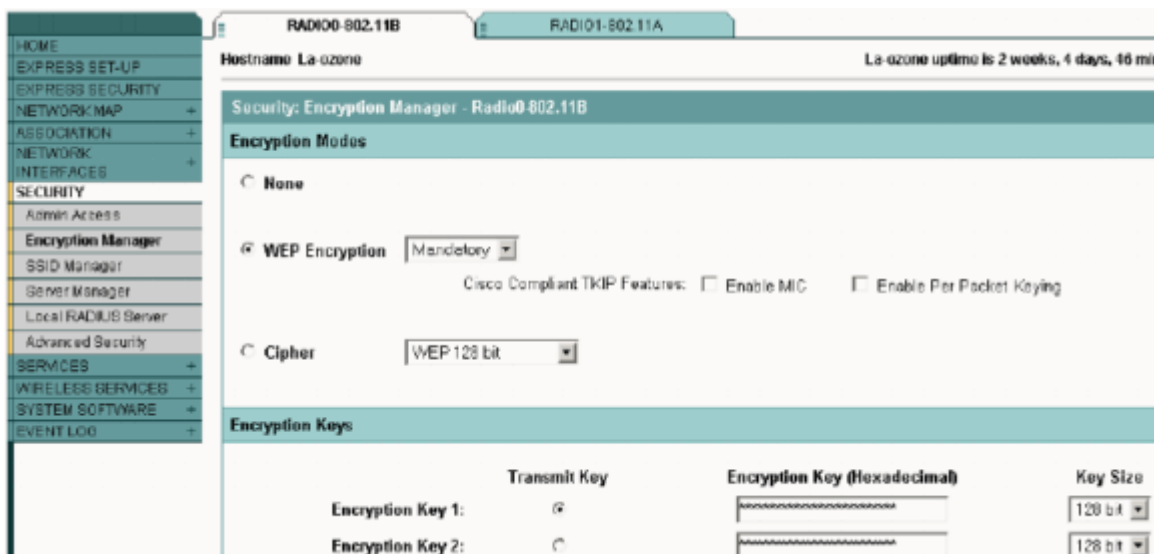 RADIO0-802.11B
RADIO1-802.11A
HOME
EXPRESS SET-UP
EXPRESS SECURITY
NETWORK MAP +
ASSOCIATION +
NETWORK
INTERFACES +
SECURITY
Admin Access
Encryption Manager
SSID Manager
Server Manager
Local RADIUS Server
Advanced Security
SERVICES +
WIRELESS SERVICES +
SYSTEM SOFTWARE +
EVENT LOG +
Hostname La-ozone
La-ozone uptime is 2 weeks, 4 days, 46 min
Security: Encryption Manager - Radio0-802.11B
Encryption Modes
None
WEP Encryption Mandatory
Cisco Compliant TKIP Features: Enable MIC Enable Per Packet Keying
Cipher WEP 128 bit
Encryption Keys
Transmit Key Encryption Key (Hexadecimal) Key Size
Encryption Key 1: 128 bit
Encryption Key 2: 128 bit